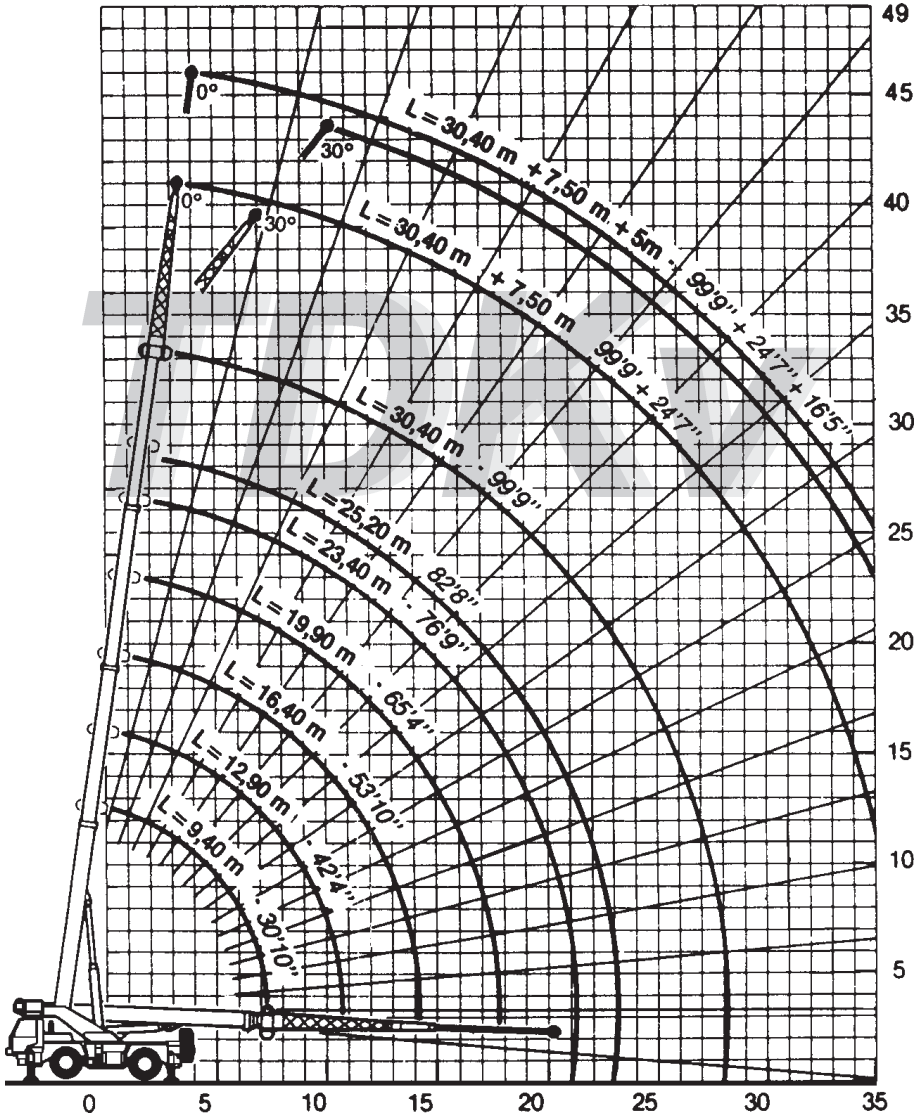 49
45
40
35
30
25
20
15
10
5
0°
30°
0°
30°
L = 30,40 m + 7,50 m + 5m · 99'9'' + 24'7'' + 16'5''
L = 30,40 m + 7,50 m 99'9' + 24'7''
L = 30,40 m · 99'9''
L = 25,20 m 82'8''
L = 23,40 m · 76'9''
L = 19,90 m · 65'4''
L = 16,40 m · 53'10''
L = 12,90 m · 42'4''
L = 9,40 m · 30'10''
TDKv
0 5 10 15 20 25 30 35